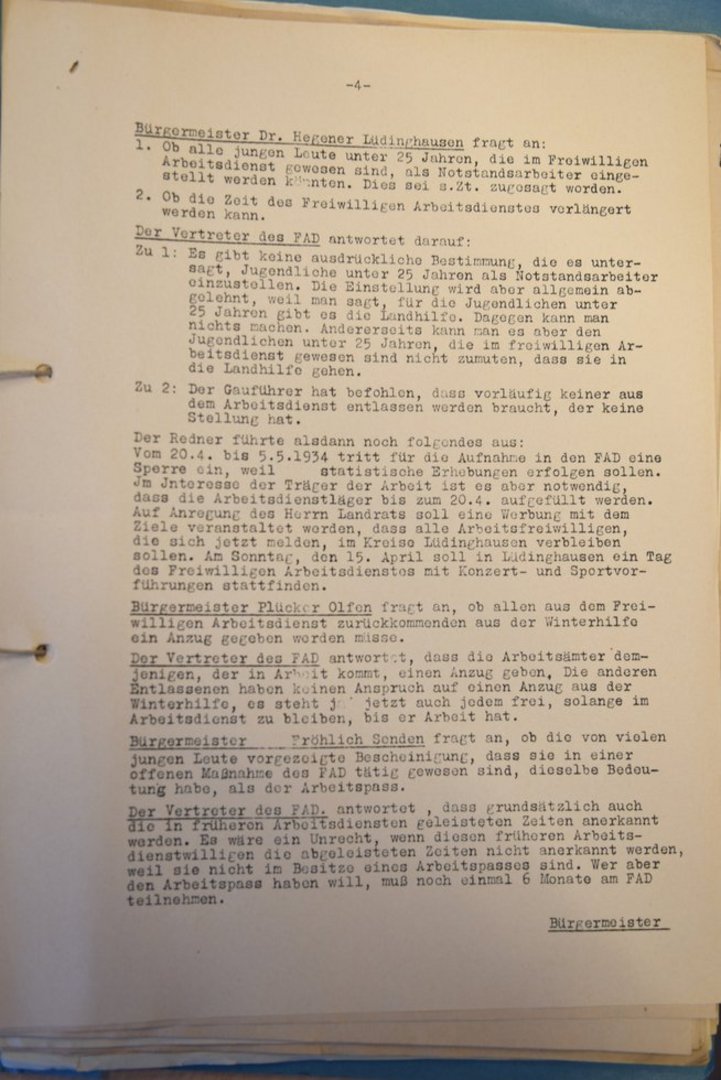 -4-
Bürgermeister Dr. Hegener Lüdinghausen fragt an:
1. Ob alle jungen Leute unter 25 Jahren, die im Freiwilligen
Arbeitsdienst gewesen sind, als Notstandsarbeiter einge-
stellt werden könnten. Dies sei s.Zt. zugesagt worden.
2. Ob die Zeit des Freiwilligen Arbeitsdienstes verlängert
werden kann.
Der Vertreter des FAD antwortet darauf:
Zu 1: Es gibt keine ausdrückliche Bestimmung, die es unter-
sagt, Jugendliche unter 25 Jahren als Notstandsarbeiter
einzustellen. Die Einstellung wird aber allgemein ab-
gelehnt, weil man sagt, für die Jugendlichen unter
25 Jahren gibt es die Landhilfe. Dagegen kann man
nichts machen. Andererseits kann man es aber den
Jugendlichen unter 25 Jahren, die im freiwilligen Ar-
beitsdienst gewesen sind nicht zumuten, dass sie in
die Landhilfe gehen.
Zu 2: Der Gauführer hat befohlen, dass vorläufig keiner aus
dem Arbeitsdienst entlassen werden braucht, der keine
Stellung hat.
Der Redner führte alsdann noch folgendes aus:
Vom 20.4. bis 5.5.1934 tritt für die Aufnahme in den FAD eine
Sperre ein, weil statistische Erhebungen erfolgen sollen.
Jm Jnteresse der Träger der Arbeit ist es aber notwendig,
dass die Arbeitsdienstläger bis zum 20.4. aufgefüllt werden.
Auf Anregung des Herrn Landrats soll eine Werbung mit dem
Ziele veranstaltet werden, dass alle Arbeitsfreiwilligen,
die sich jetzt melden, im Kreise Lüdinghausen verbleiben
sollen. Am Sonntag, den 15. April soll in Lüdinghausen ein Tag
des Freiwilligen Arbeitsdienstes mit Konzert- und Sportvor-
führungen stattfinden.
Bürgermeister Plücker Olfen fragt an, ob allen aus dem Frei-
willigen Arbeitsdienst zurückkommenden aus der Winterhilfe
ein Anzug gegeben werden müsse.
Der Vertreter des FAD antwortet, dass die Arbeitsämter dem-
jenigen, der in Arbeit kommt, einen Anzug geben. Die anderen
Entlassenen haben keinen Anspruch auf einen Anzug aus der
Winterhilfe, es steht ja jetzt auch jedem frei, solange im
Arbeitsdienst zu bleiben, bis er Arbeit hat.
Bürgermeister Fröhlich Senden fragt an, ob die von vielen
jungen Leute vorgezeigte Bescheinigung, dass sie in einer
offenen Maßnahme des FAD tätig gewesen sind, dieselbe Bedeu-
tung habe, als der Arbeitspass.
Der Vertreter des FAD. antwortet , dass grundsätzlich auch
die in früheren Arbeitsdiensten geleisteten Zeiten anerkannt
werden. Es wäre ein Unrecht, wenn diesen früheren Arbeits-
dienstwilligen die abgeleisteten Zeiten nicht anerkannt werden,
weil sie nicht im Besitze eines Arbeitspasses sind. Wer aber
den Arbeitspass haben will, muß noch einmal 6 Monate am FAD
teilnehmen.
Bürgermeister